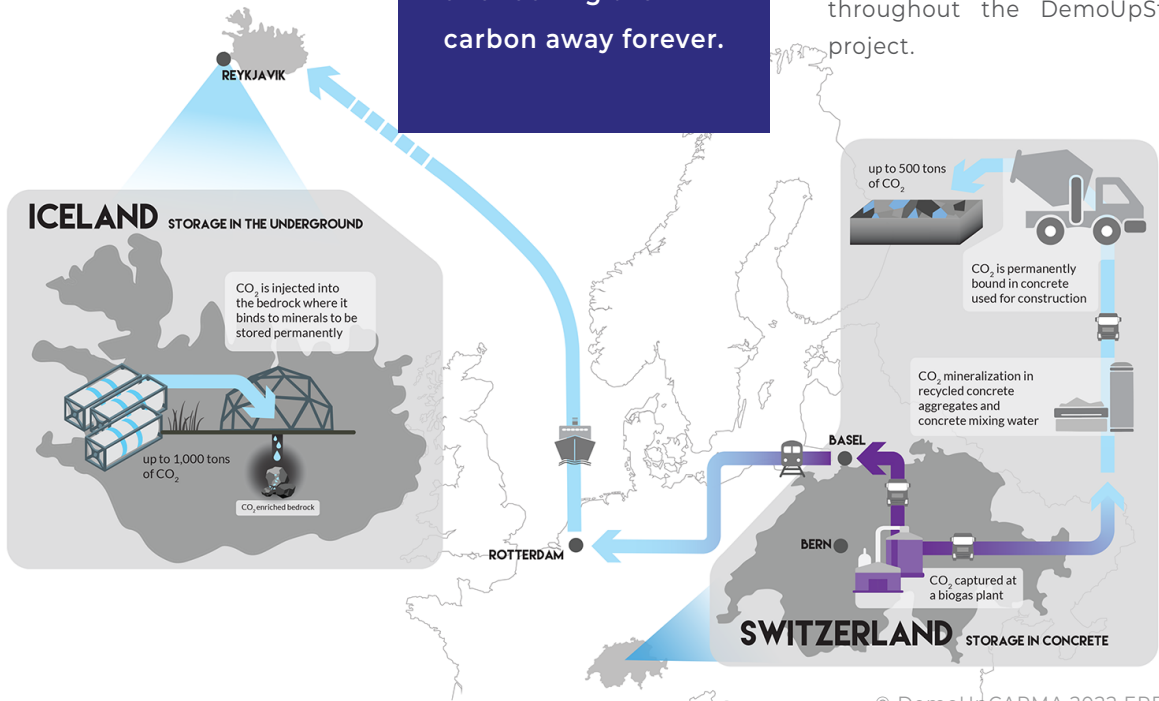 carbon away forever.
throughout the
project.
REYKJAVIK
ICELAND STORAGE IN THE UNDERGROUND
CO2 is injected into
the bedrock where it
binds to minerals to be
stored permanently
up to 1,000 tons
of CO2
CO2 enriched bedrock
ROTTERDAM
up to 500 tons
of CO2
CO2 is permanently
bound in concrete
used for construction
CO2 mineralization in
recycled concrete
aggregates and
concrete mixing water
BASEL
BERN
CO2 captured at
a biogas plant
SWITZERLAND STORAGE IN CONCRETE